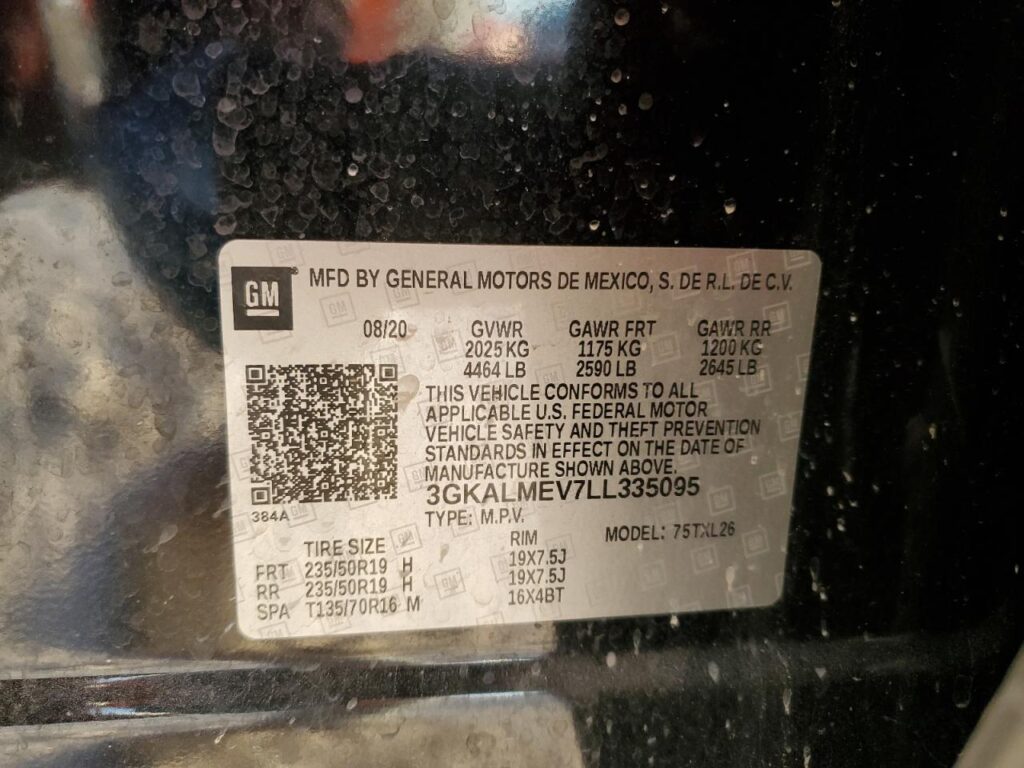 GM
MFD BY GENERAL MOTORS DE MEXICO, S. DE R.L. DE C.V.
08/20 GVWR GAWR FRT GAWR RR
2025 KG 1175 KG 1200 KG
4464 LB 2590 LB 2645 LB
THIS VEHICLE CONFORMS TO ALL
APPLICABLE U.S. FEDERAL MOTOR
VEHICLE SAFETY AND THEFT PREVENTION
STANDARDS IN EFFECT ON THE DATE OF
MANUFACTURE SHOWN ABOVE.
3GKALMEV7LL335095
384A
TYPE: M.P.V.
MODEL: 75TXL26
TIRE SIZE RIM
FRT 235/50R19 H 19X7.5J
RR 235/50R19 H 19X7.5J
SPA T135/70R16 M 16X4BT